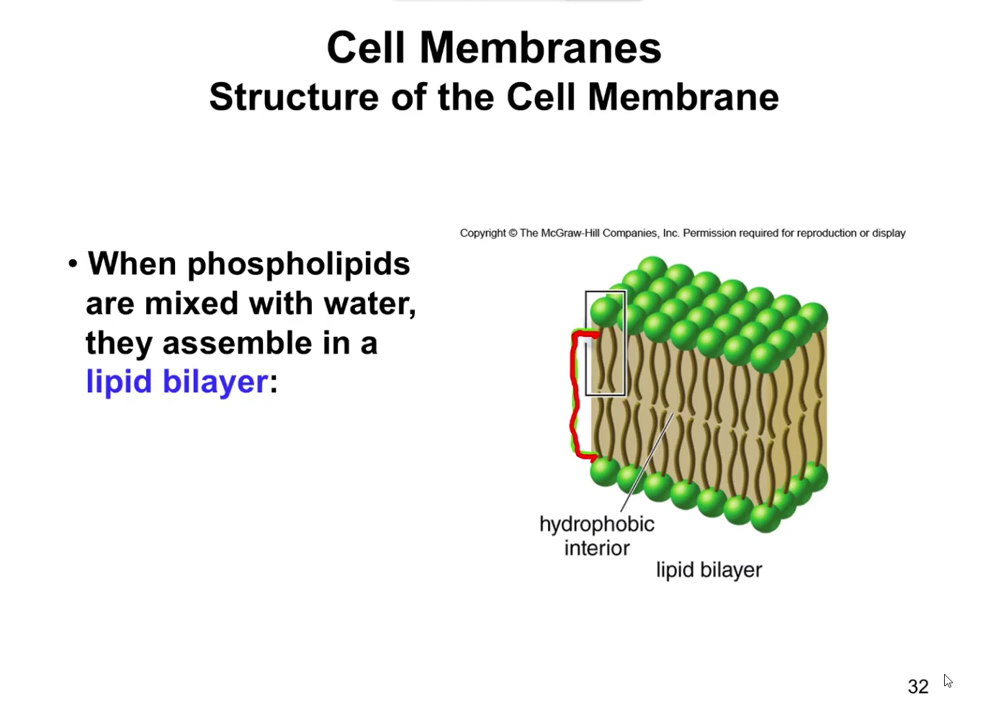 Cell Membranes
Structure of the Cell Membrane
Copyright © The McGraw-Hill Companies, Inc. Permission required for reproduction or display
• When phospholipids
are mixed with water,
they assemble in a
lipid bilayer:
hydrophobic
interior
lipid bilayer
32